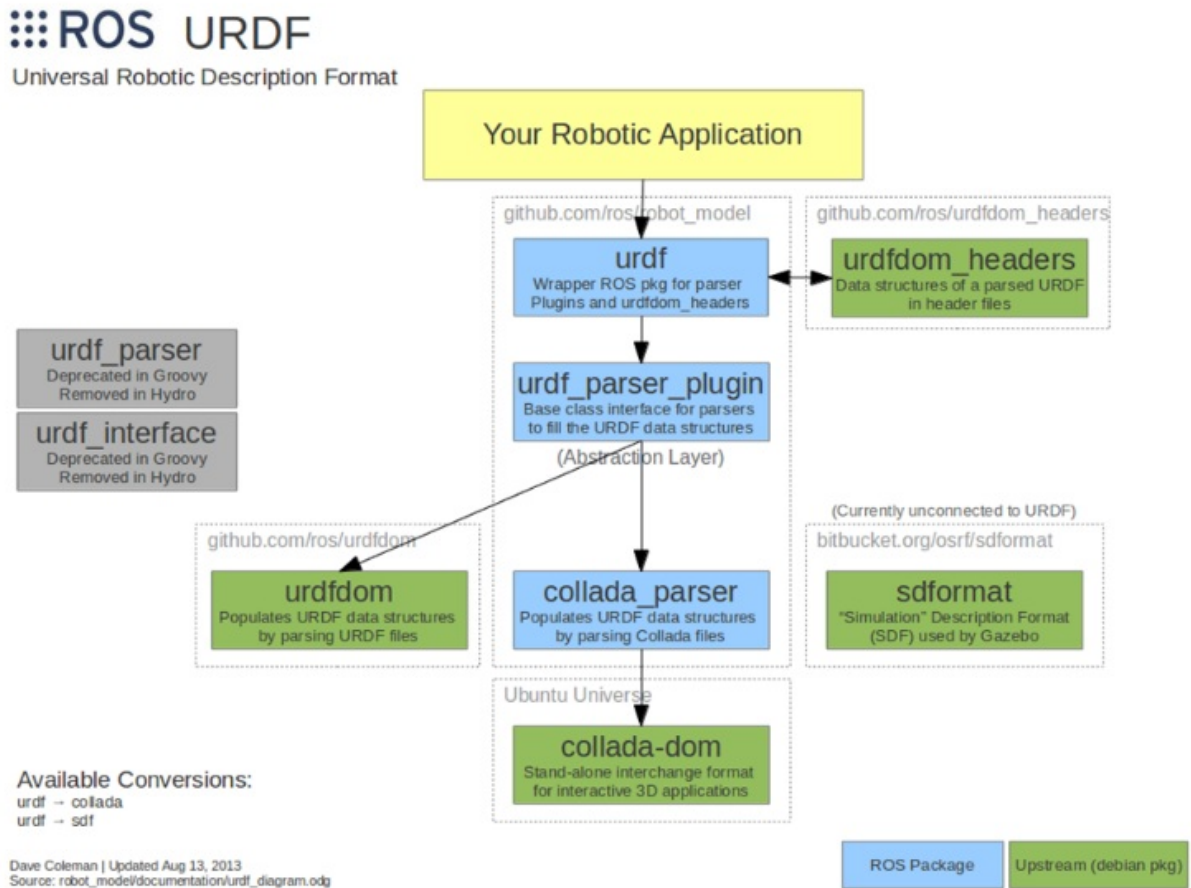 ROS URDF
Universal Robotic Description Format
Your Robotic Application
github.com/ros/robot_model
urdf
Wrapper ROS pkg for parser
Plugins and urdfdom_headers
github.com/ros/urdfdom_headers
urdfdom_headers
Data structures of a parsed URDF
in header files
urdf_parser
Deprecated in Groovy
Removed in Hydro
urdf_interface
Deprecated in Groovy
Removed in Hydro
urdf_parser_plugin
Base class interface for parsers
to fill the URDF data structures
(Abstraction Layer)
github.com/ros/urdfdom
urdfdom
Populates URDF data structures
by parsing URDF files
collada_parser
Populates URDF data structures
by parsing Collada files
(Currently unconnected to URDF)
bitbucket.org/osrf/sdformat
sdformat
“Simulation” Description Format
(SDF) used by Gazebo
Ubuntu Universe
collada-dom
Stand-alone interchange format
for interactive 3D applications
Available Conversions:
urdf → collada
urdf → sdf
Dave Coleman | Updated Aug 13, 2013
Source: robot_model/documentation/urdf_diagram.odg
ROS Package
Upstream (debian pkg)